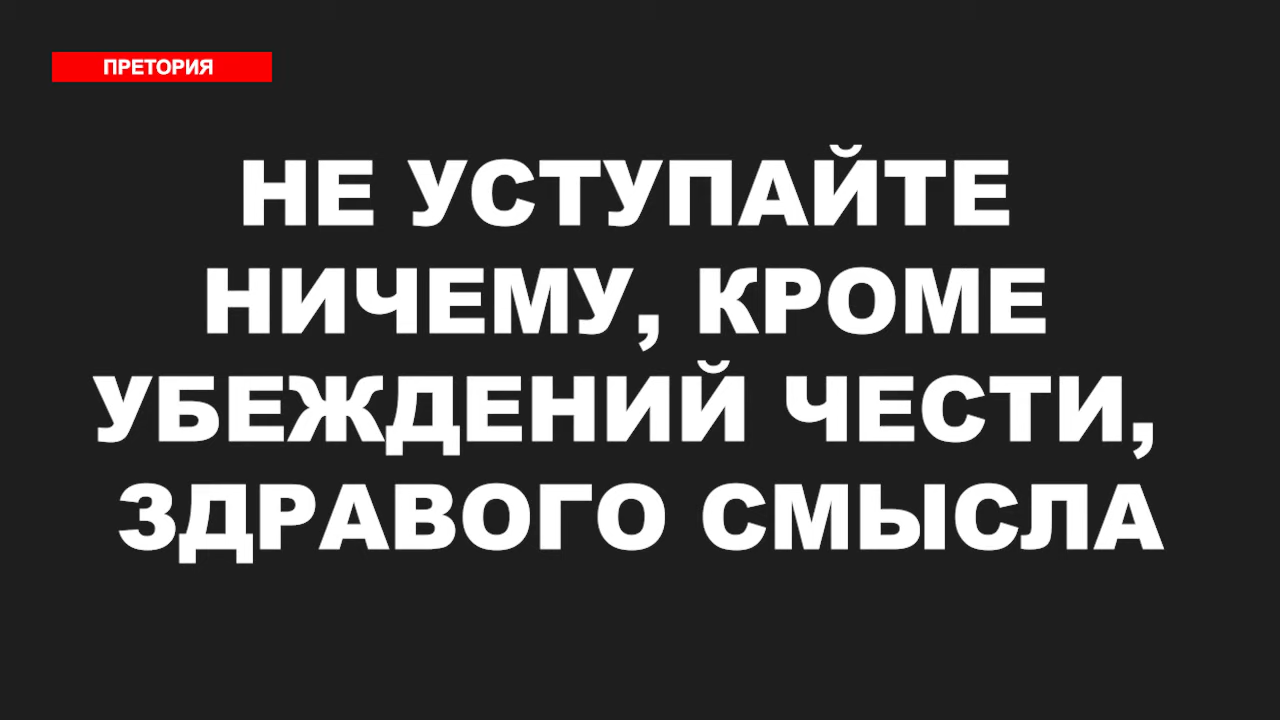 ПРЕТОРИЯ
НЕ УСТУПАЙТЕ
НИЧЕМУ, КРОМЕ
УБЕЖДЕНИЙ ЧЕСТИ,
ЗДРАВОГО СМЫСЛА